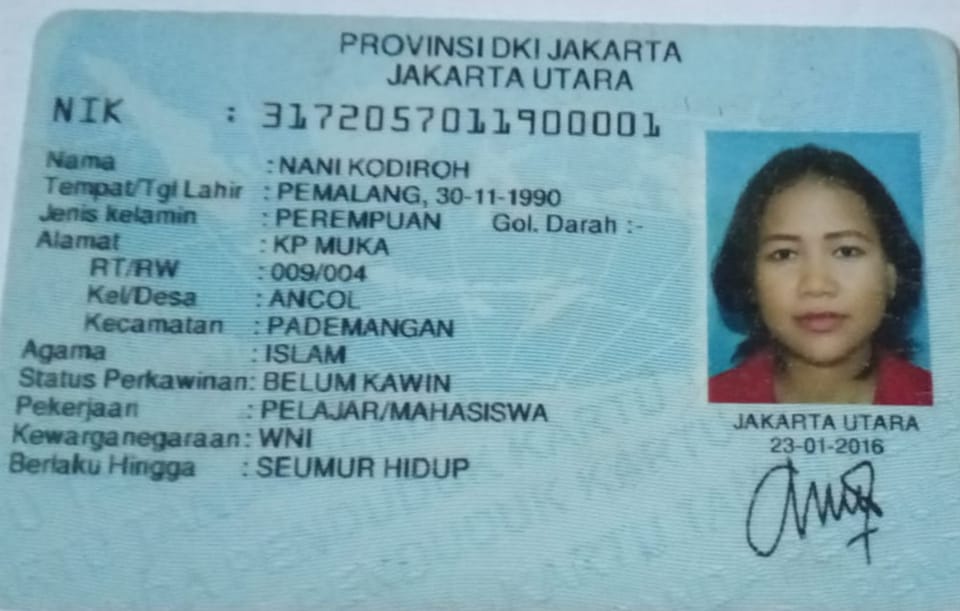 PROVINSI DKI JAKARTA
JAKARTA UTARA
NIK : 3172057011900001
Nama : NANI KODIROH
Tempat/Tgl Lahir : PEMALANG, 30-11-1990
Jenis kelamin : PEREMPUAN Gol. Darah :-
Alamat : KP MUKA
RT/RW : 009/004
Kel/Desa : ANCOL
Kecamatan : PADEMANGAN
Agama : ISLAM
Status Perkawinan: BELUM KAWIN
Pekerjaan : PELAJAR/MAHASISWA
Kewarganegaraan: WNI
Berlaku Hingga : SEUMUR HIDUP
JAKARTA UTARA
23-01-2016